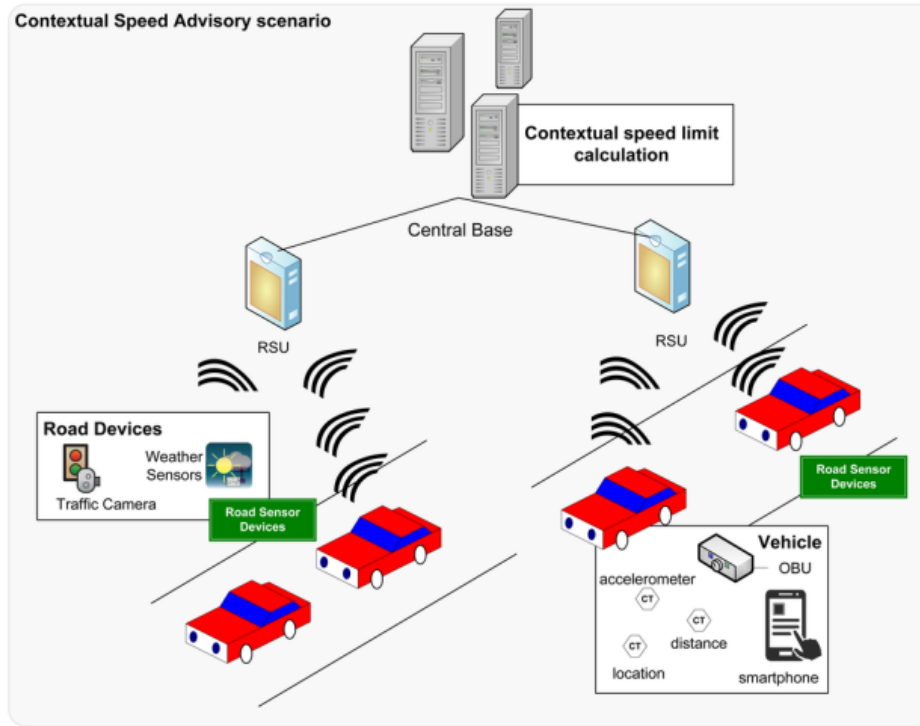 Contextual Speed Advisory scenario
Contextual speed limit
calculation
Central Base
RSU
RSU
Road Devices
Weather
Sensors
Traffic Camera
Road Sensor
Devices
Road Sensor
Devices
Vehicle
OBU
accelerometer
CT
CT
distance
CT
location
smartphone